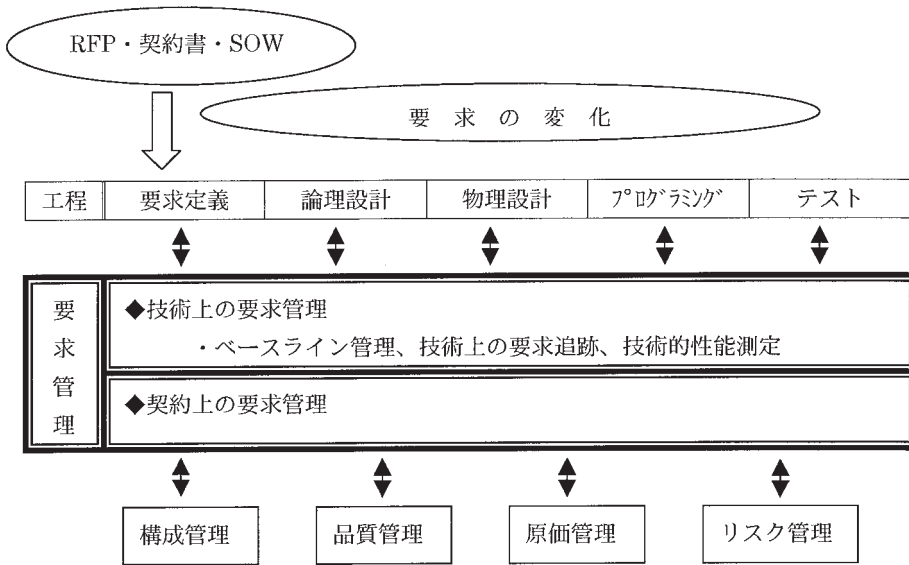 RFP・契約書・SOW
要求の変化
工程 要求定義 論理設計 物理設計 ﾌﾟﾛｸﾞﾗﾐﾝｸﾞ テスト
要求管理
◆技術上の要求管理
・ベースライン管理、技術上の要求追跡、技術的性能測定
◆契約上の要求管理
構成管理 品質管理 原価管理 リスク管理